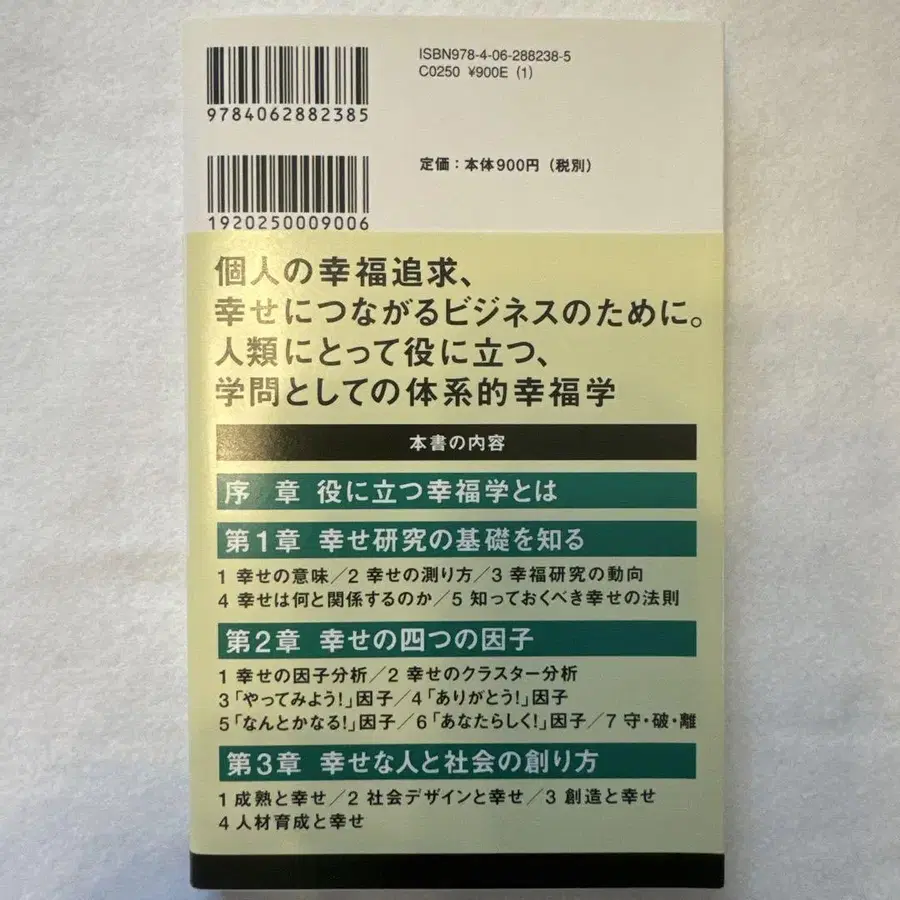 ISBN978-4-06-288238-5
C0250 ¥900E (1)
9784062882385
定価：本体900円（税別）
1920250009006
個人の幸福追求、
幸せにつながるビジネスのために。
人類にとって役に立つ、
学問としての体系的幸福学
本書の内容
序 章 役に立つ幸福学とは
第1章 幸せ研究の基礎を知る
1 幸せの意味／2 幸せの測り方／3 幸福研究の動向
4 幸せは何と関係するのか／5 知っておくべき幸せの法則
第2章 幸せの四つの因子
1 幸せの因子分析／2 幸せのクラスター分析
3「やってみよう!」因子／4「ありがとう!」因子
5「なんとかなる!」因子／6「あなたらしく!」因子／7 守・破・離
第3章 幸せな人と社会の創り方
1 成熟と幸せ／2 社会デザインと幸せ／3 創造と幸せ
4 人材育成と幸せ